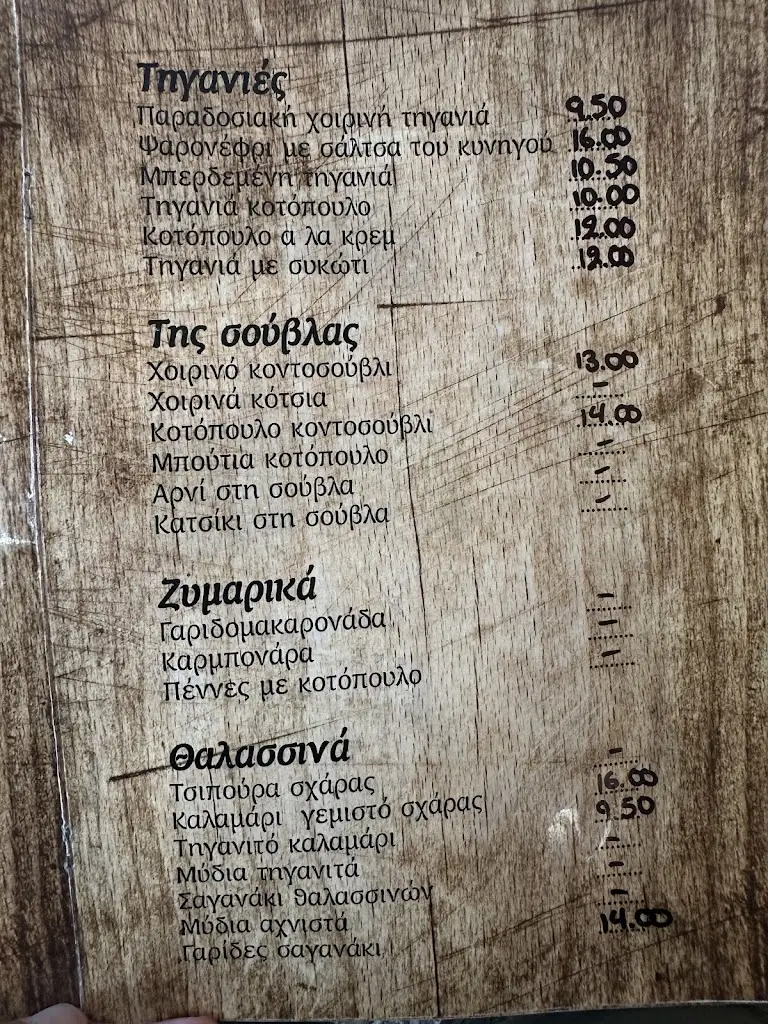 Τηγανιές
Παραδοσιακή χοιρινή τηγανιά 9.50
Ψαρονέφρι με σάλτσα του κυνηγού 16.00
Μπερδεμένη τηγανιά 10.50
Τηγανιά κοτόπουλο 10.00
Κοτόπουλο α λα κρεμ 12.00
Τηγανιά με συκώτι 12.00
Της σούβλας
Χοιρινό κοντοσούβλι 13.00
Χοιρινά κότσια -
Κοτόπουλο κοντοσούβλι 14.00
Μπούτια κοτόπουλο -
Αρνί στη σούβλα -
Κατσίκι στη σούβλα -
Ζυμαρικά
Γαριδομακαρονάδα -
Καρμπονάρα -
Πέννες με κοτόπουλο -
Θαλασσινά
Τσιπούρα σχάρας -
Καλαμάρι γεμιστό σχάρας 16.00
Τηγανιτό καλαμάρι 9.50
Μύδια τηγανιτά -
Σαγανάκι θαλασσινών -
Μύδια αχνιστά -
Γαρίδες σαγανάκι 14.00